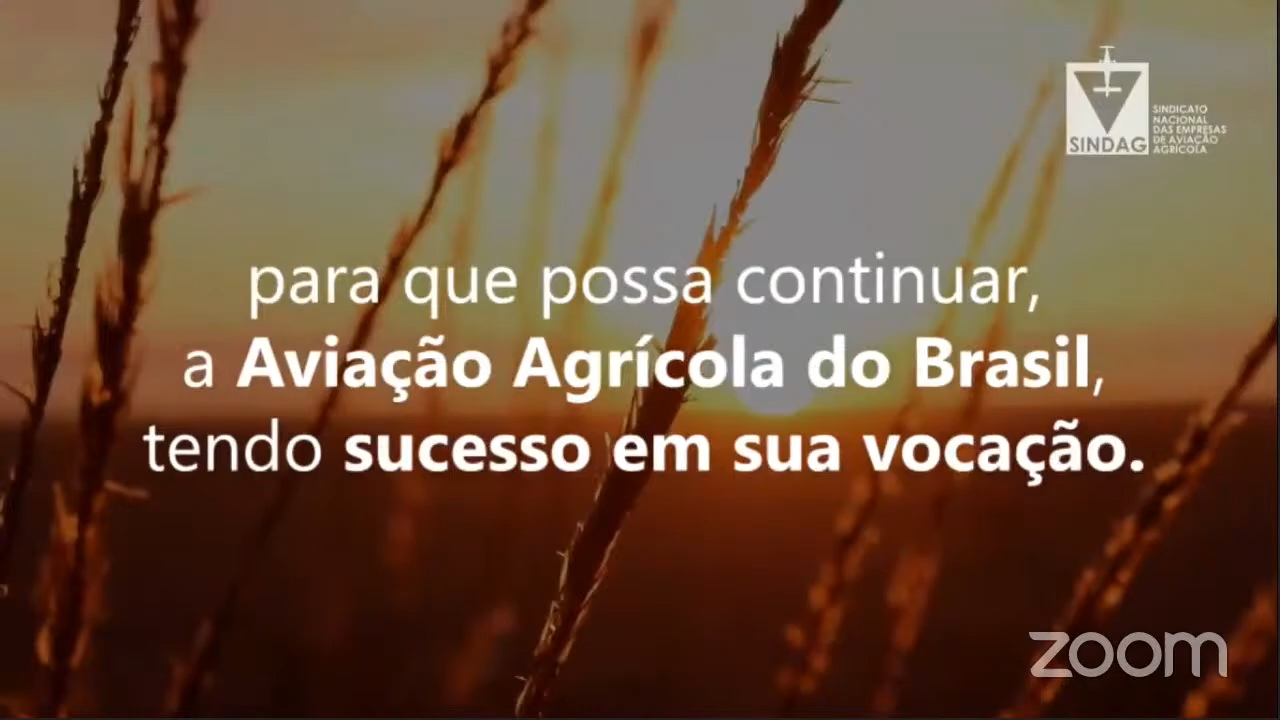 SINDAG
SINDICATO
NACIONAL
DAS EMPRESAS
DE AVIAÇÃO
AGRÍCOLA
para que possa continuar,
a Aviação Agrícola do Brasil,
tendo sucesso em sua vocação.
zoom